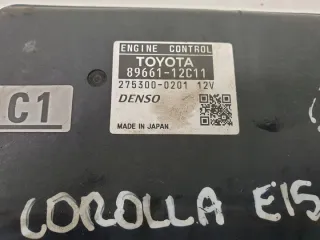 ENGINE CONTROL
TOYOTA
89661-12C11
275300-0201 12V
DENSO
MADE IN JAPAN
C1
COROLLA E15